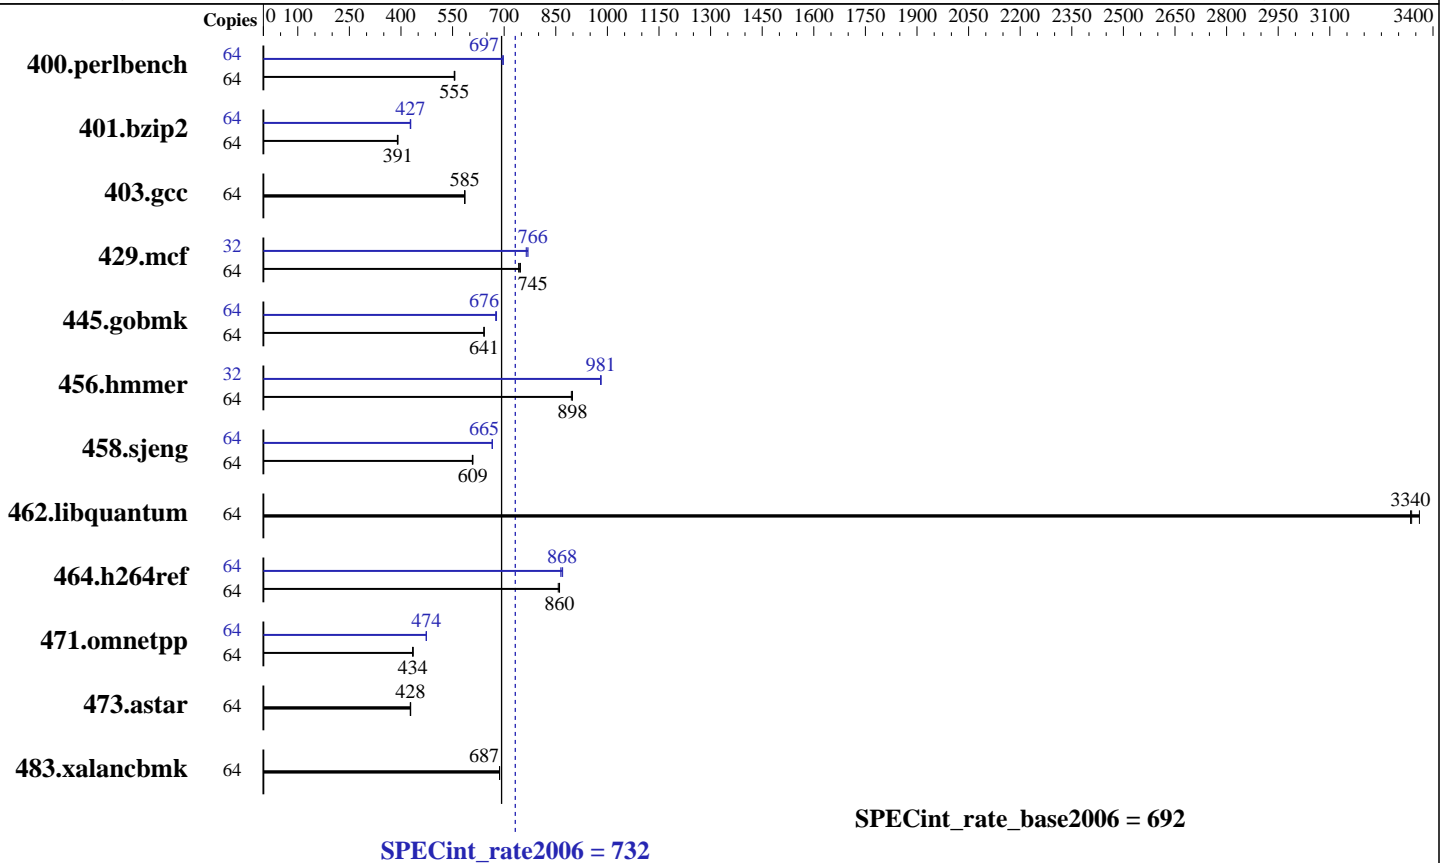 Copies 0 100 250 400 555 700 850 1000 1150 1300 1450 1600 1750 1900 2050 2200 2350 2500 2650 2800 2950 3100 3400
400.perlbench 64 697
64 555
401.bzip2 64 427
64 391
403.gcc 64 585
429.mcf 32 766
64 745
445.gobmk 64 676
64 641
456.hmmer 32 981
64 898
458.sjeng 64 665
64 609
462.libquantum 64 3340
464.h264ref 64 868
64 860
471.omnetpp 64 474
64 434
473.astar 64 428
483.xalancbmk 64 687
SPECint_rate_base2006 = 692
SPECint_rate2006 = 732